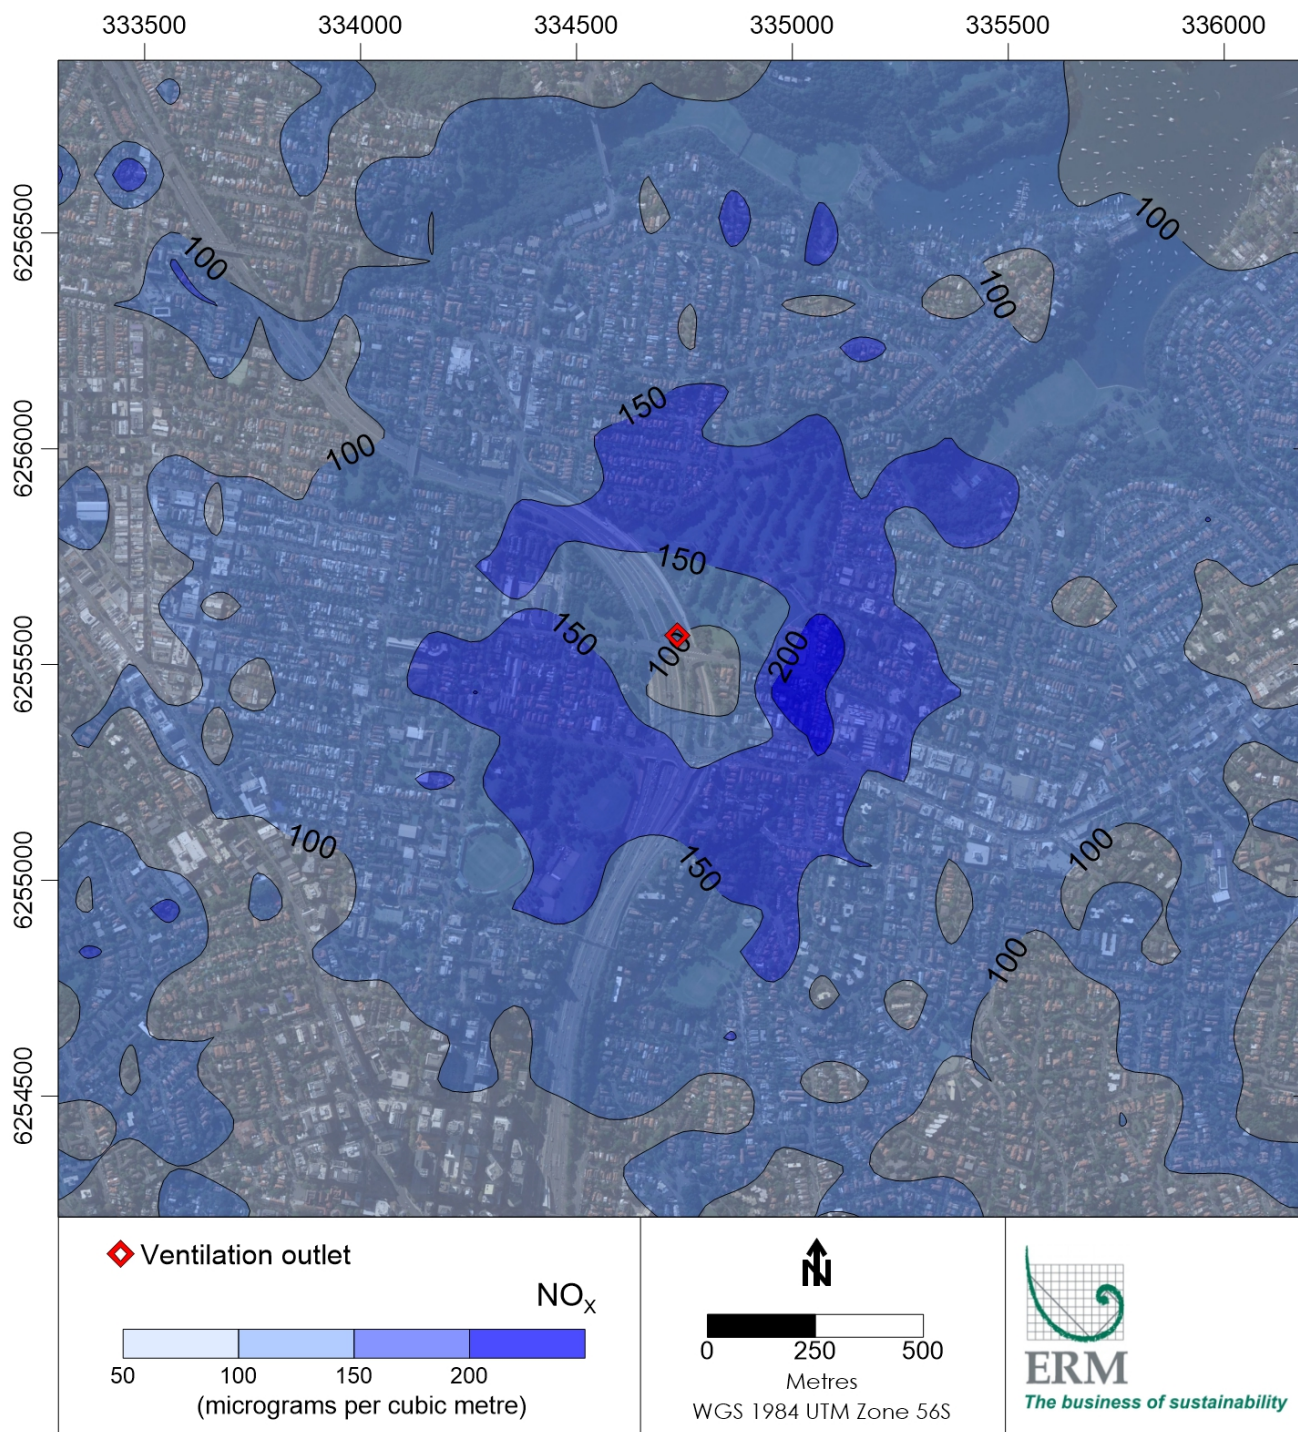 333500 334000 334500 335000 335500 336000
6256500
6256000
6255500
6255000
6254500
100
100
100
150
100
150
150
100
200
100
150
100
100
Ventilation outlet
NOX
50 100 150 200
(micrograms per cubic metre)
N
0 250 500
Metres
WGS 1984 UTM Zone 56S
ERM
The business of sustainability